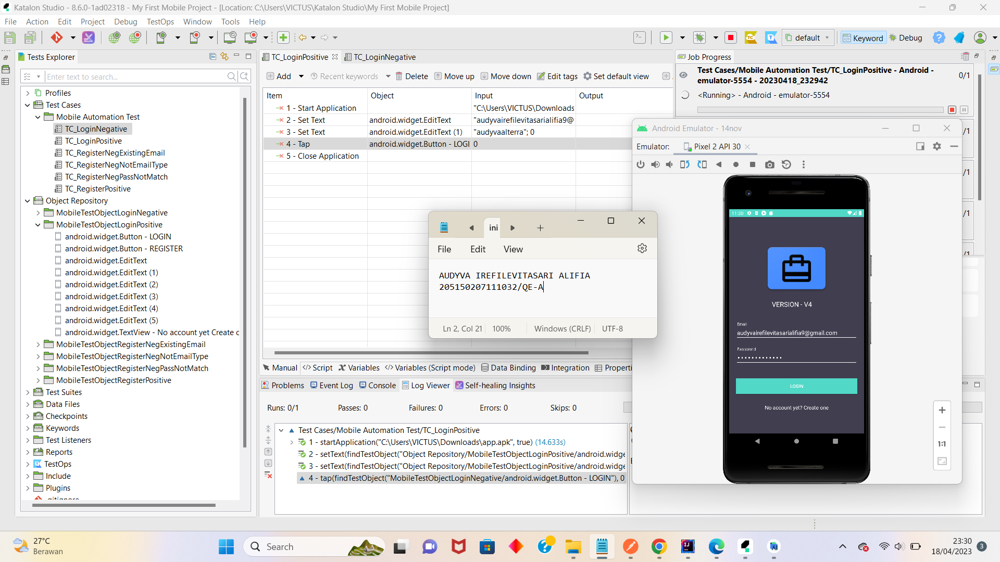 Katalon Studio - 8.6.0-1ad02318 - My First Mobile Project - [Location: C:\Users\VICTUS\Katalon Studio\My First Mobile Project]
File Action Edit Project Debug TestOps Window Tools Help
default
Keyword
Debug
Tests Explorer
Enter text to search...
Profiles
Test Cases
Mobile Automation Test
TC_LoginNegative
TC_LoginPositive
TC_RegisterNegExistingEmail
TC_RegisterNegNotEmailType
TC_RegisterNegPassNotMatch
TC_RegisterPositive
Object Repository
MobileTestObjectLoginNegative
MobileTestObjectLoginPositive
android.widget.Button - LOGIN
android.widget.Button - REGISTER
android.widget.EditText
android.widget.EditText (1)
android.widget.EditText (2)
android.widget.EditText (3)
android.widget.EditText (4)
android.widget.EditText (5)
android.widget.TextView - No account yet Create c
MobileTestObjectRegisterNegExistingEmail
MobileTestObjectRegisterNegNotEmailType
MobileTestObjectRegisterNegPassNotMatch
MobileTestObjectRegisterPositive
Test Suites
Data Files
Checkpoints
Keywords
Test Listeners
Reports
TestOps
Include
Plugins
TC_LoginPositive TC_LoginNegative
Add Recent keywords Delete Move up Move down Edit tags Set default view
Item Object Input Output
1 - Start Application "C:\Users\VICTUS\Downloads
2 - Set Text android.widget.EditText "audyvairefilevitasarialifia9@
3 - Set Text android.widget.EditText (1) "audyvaalterra"; 0
4 - Tap android.widget.Button - LOGI 0
5 - Close Application
Manual Script Variables Variables (Script mode) Data Binding Integration Properti
Problems Event Log Console Log Viewer Self-healing Insights
Runs: 0/1 Passes: 0 Failures: 0 Errors: 0 Skips: 0
Test Cases/Mobile Automation Test/TC_LoginPositive
1 - startApplication("C:\Users\VICTUS\Downloads\app.apk", true) (14.633s)
2 - setText(findTestObject("Object Repository/MobileTestObjectLoginPositive/android.widge
3 - setText(findTestObject("Object Repository/MobileTestObjectLoginPositive/android.widge
4 - tap(findTestObject("MobileTestObjectLoginNegative/android.widget.Button - LOGIN"), 0
Job Progress
Test Cases/Mobile Automation Test/TC_LoginPositive - Android -
emulator-5554 - 20230418_232942
0/1
<Running> - Android - emulator-5554
/1
/1
/1
/1
Android Emulator - 14nov
Emulator: Pixel 2 API 30
11:30
VERSION - V4
Email
audyvairefilevitasarialifia9@gmail.com
Password
LOGIN
No account yet? Create one
1:1
ini
File Edit View
AUDYVA IREFILEVITASARI ALIFIA
205150207111032/QE-A
Ln 2, Col 21 100% Windows (CRLF) UTF-8
27°C
Berawan
Search
23:30
18/04/2023
3